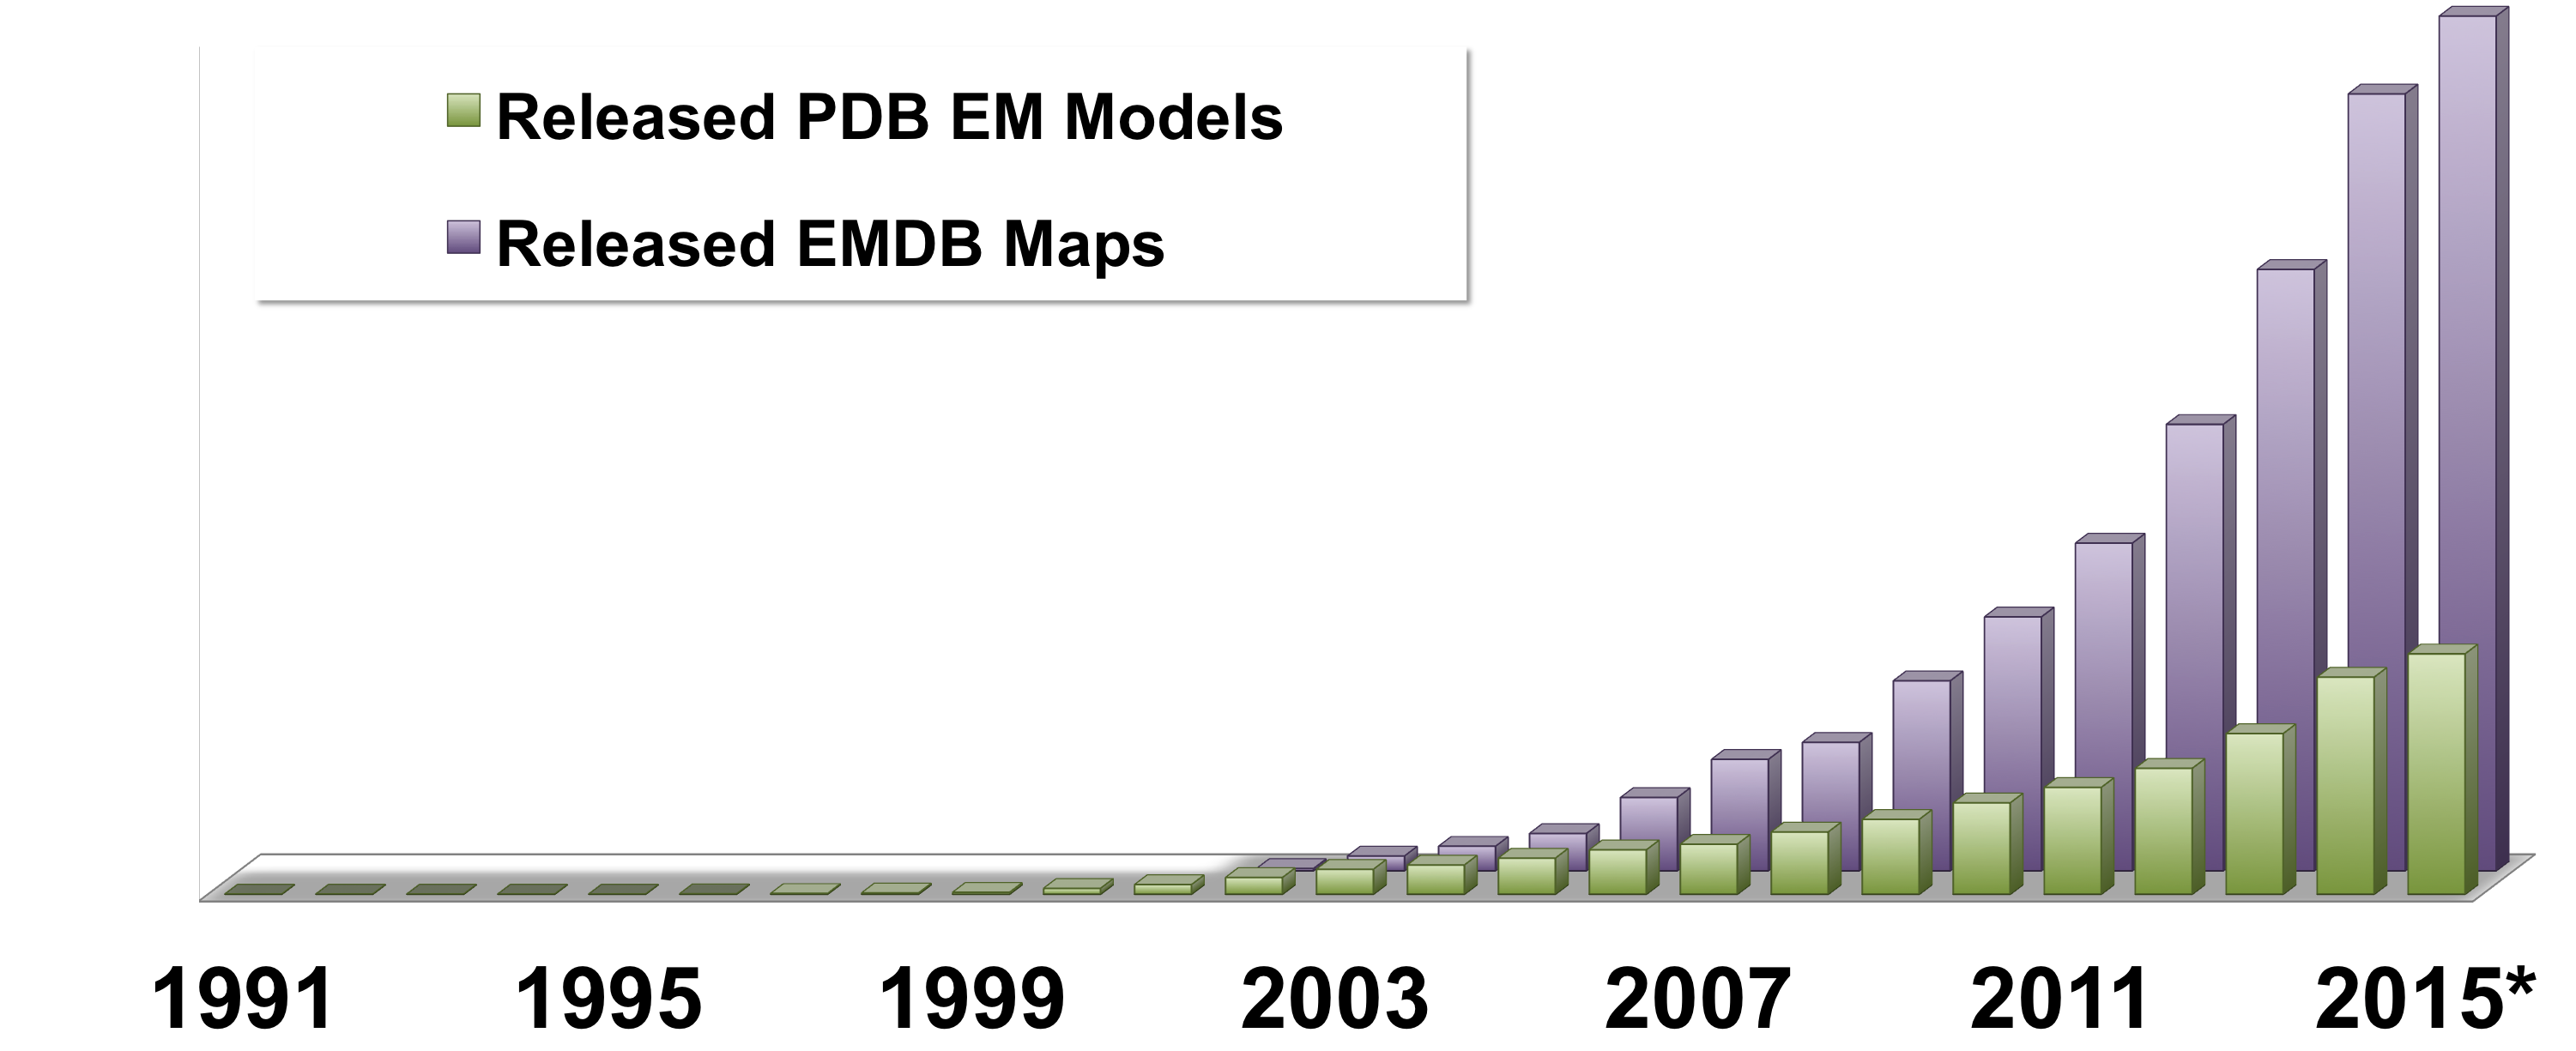 Released PDB EM Models
Released EMDB Maps
1991 1995 1999 2003 2007 2011 2015*